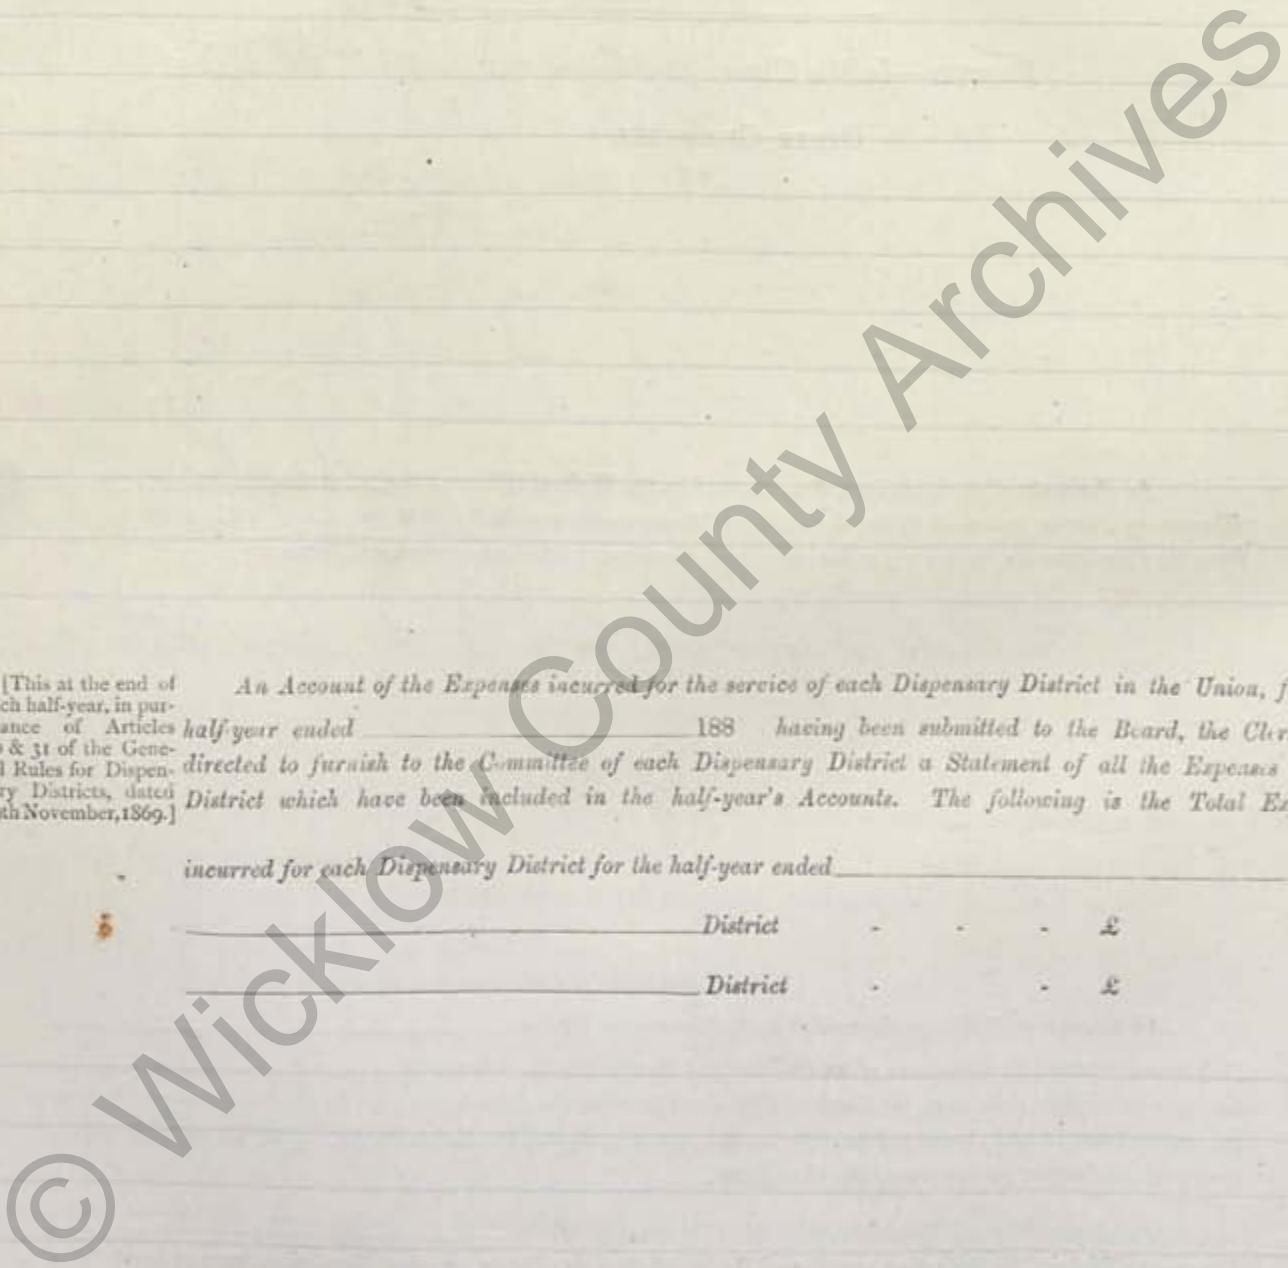 [This at the end of
ch half-year, in pur-
ance of Articles
& 31 of the Gene-
l Rules for Dispen-
ry Districts, dated
th November, 1869.]
An Account of the Expenses incurred for the service of each Dispensary District in the Union, f
half-year ended 188 having been submitted to the Board, the Cler
directed to furnish to the Committee of each Dispensary District a Statement of all the Expenses
District which have been included in the half-year's Accounts. The following is the Total Ex
incurred for each Dispensary District for the half-year ended
District - - - £
District - - £
© Wicklow County Archives